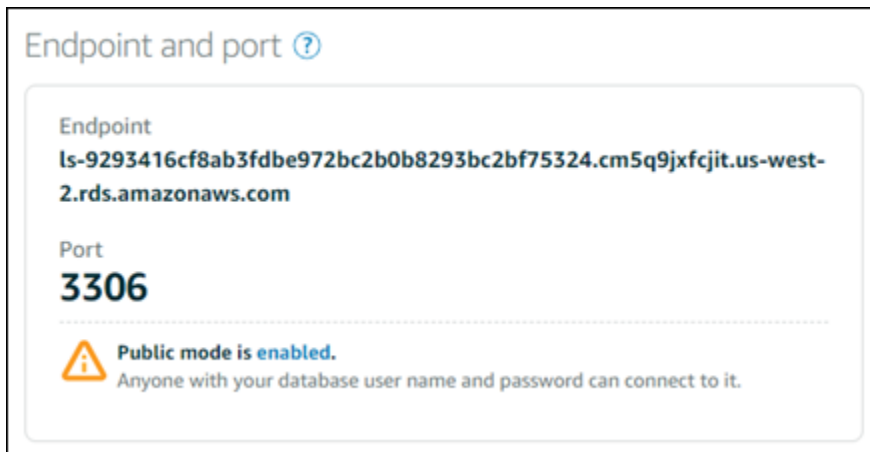 Endpoint and port ?
Endpoint
ls-9293416cf8ab3fdbe972bc2b0b8293bc2bf75324.cm5q9jxfcjit.us-west-
2.rds.amazonaws.com
Port
3306
Public mode is enabled.
Anyone with your database user name and password can connect to it.